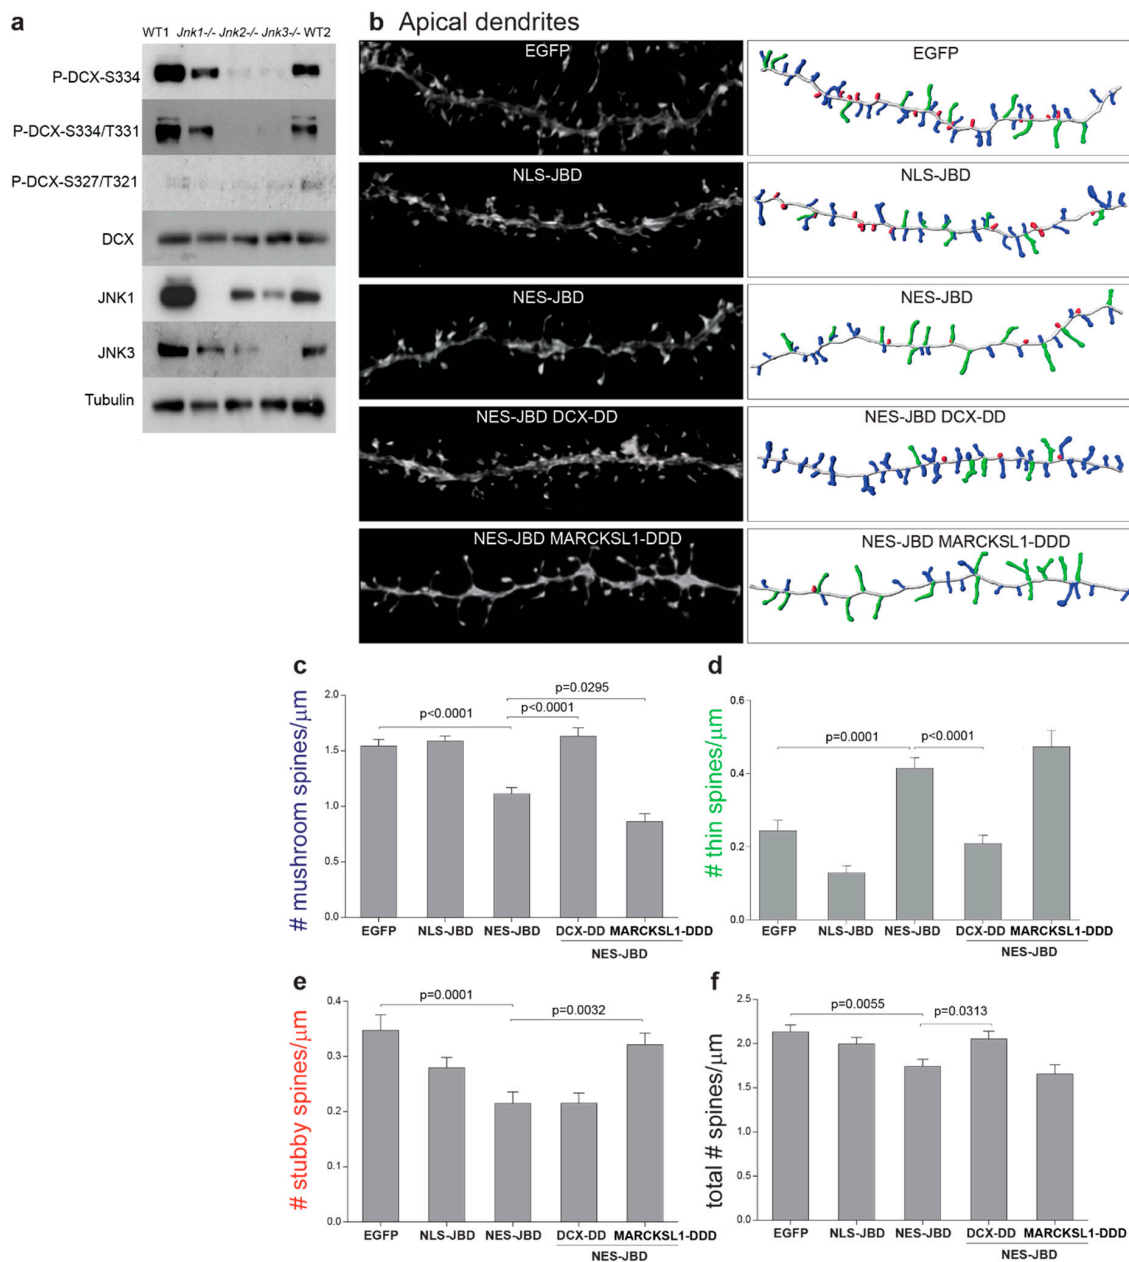 a
WT1 Jnk1-/- Jnk2-/- Jnk3-/- WT2
P-DCX-S334
P-DCX-S334/T331
P-DCX-S327/T321
DCX
JNK1
JNK3
Tubulin
b Apical dendrites
EGFP
EGFP
NLS-JBD
NLS-JBD
NES-JBD
NES-JBD
NES-JBD DCX-DD
NES-JBD DCX-DD
NES-JBD MARCKSL1-DDD
NES-JBD MARCKSL1-DDD
c
# mushroom spines/μm
2.0
1.5
1.0
0.5
0.0
p<0.0001
p<0.0001
p=0.0295
EGFP NLS-JBD NES-JBD DCX-DD MARCKSL1-DDD
NES-JBD
d
# thin spines/μm
0.6
0.4
0.2
0.0
p=0.0001
p<0.0001
EGFP NLS-JBD NES-JBD DCX-DD MARCKSL1-DDD
NES-JBD
e
# stubby spines/μm
0.4
0.3
0.2
0.1
0.0
p=0.0001
p=0.0032
EGFP NLS-JBD NES-JBD DCX-DD MARCKSL1-DDD
NES-JBD
f
total # spines/μm
2.5
2.0
1.5
1.0
0.5
0.0
p=0.0055
p=0.0313
EGFP NLS-JBD NES-JBD DCX-DD MARCKSL1-DDD
NES-JBD